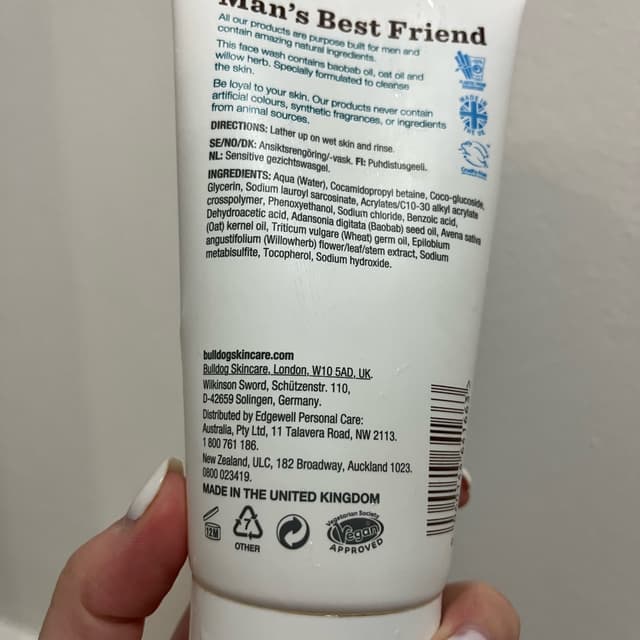 Man's Best Friend
All our products are purpose built for men and
contain amazing natural ingredients.
This face wash contains baobab oil, oat oil and
willow herb. Specially formulated to cleanse
the skin.
Be loyal to your skin. Our products never contain
artificial colours, synthetic fragrances, or ingredients
from animal sources.
DIRECTIONS: Lather up on wet skin and rinse.
SE/NO/DK: Ansiktsrengöring/-vask. FI: Puhdistusgeeli.
NL: Sensitive gezichtswasgel.
INGREDIENTS: Aqua (Water), Cocamidopropyl betaine, Coco-glucoside,
Glycerin, Sodium lauroyl sarcosinate, Acrylates/C10-30 alkyl acrylate
crosspolymer, Phenoxyethanol, Sodium chloride, Benzoic acid,
Dehydroacetic acid, Adansonia digitata (Baobab) seed oil, Avena sativa
(Oat) kernel oil, Triticum vulgare (Wheat) germ oil, Epilobium
angustifolium (Willowherb) flower/leaf/stem extract, Sodium
metabisulfite, Tocopherol, Sodium hydroxide.
bulldogskincare.com
Bulldog Skincare, London, W10 5AD, UK.
Wilkinson Sword, Schützenstr. 110,
D-42659 Solingen, Germany.
Distributed by Edgewell Personal Care:
Australia, Pty Ltd, 11 Talavera Road, NW 2113.
1 800 761 186.
New Zealand, ULC, 182 Broadway, Auckland 1023.
0800 023419.
MADE IN THE UNITED KINGDOM
12M
7
OTHER
Vegetarian Society
Vegan
APPROVED